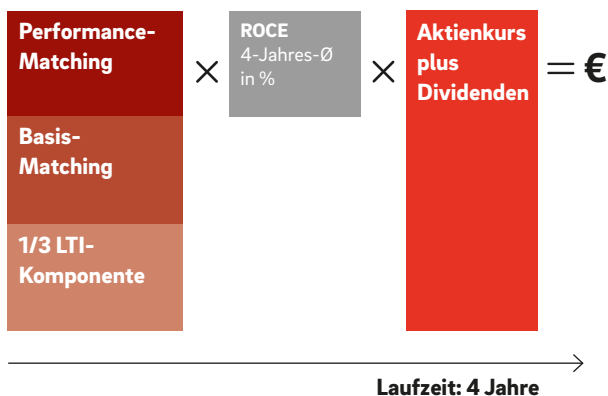 Performance-
Matching
×
ROCE
4-Jahres-Ø
in %
×
Aktienkurs
plus
Dividenden
= €
Basis-
Matching
1/3 LTI-
Komponente
Laufzeit: 4 Jahre